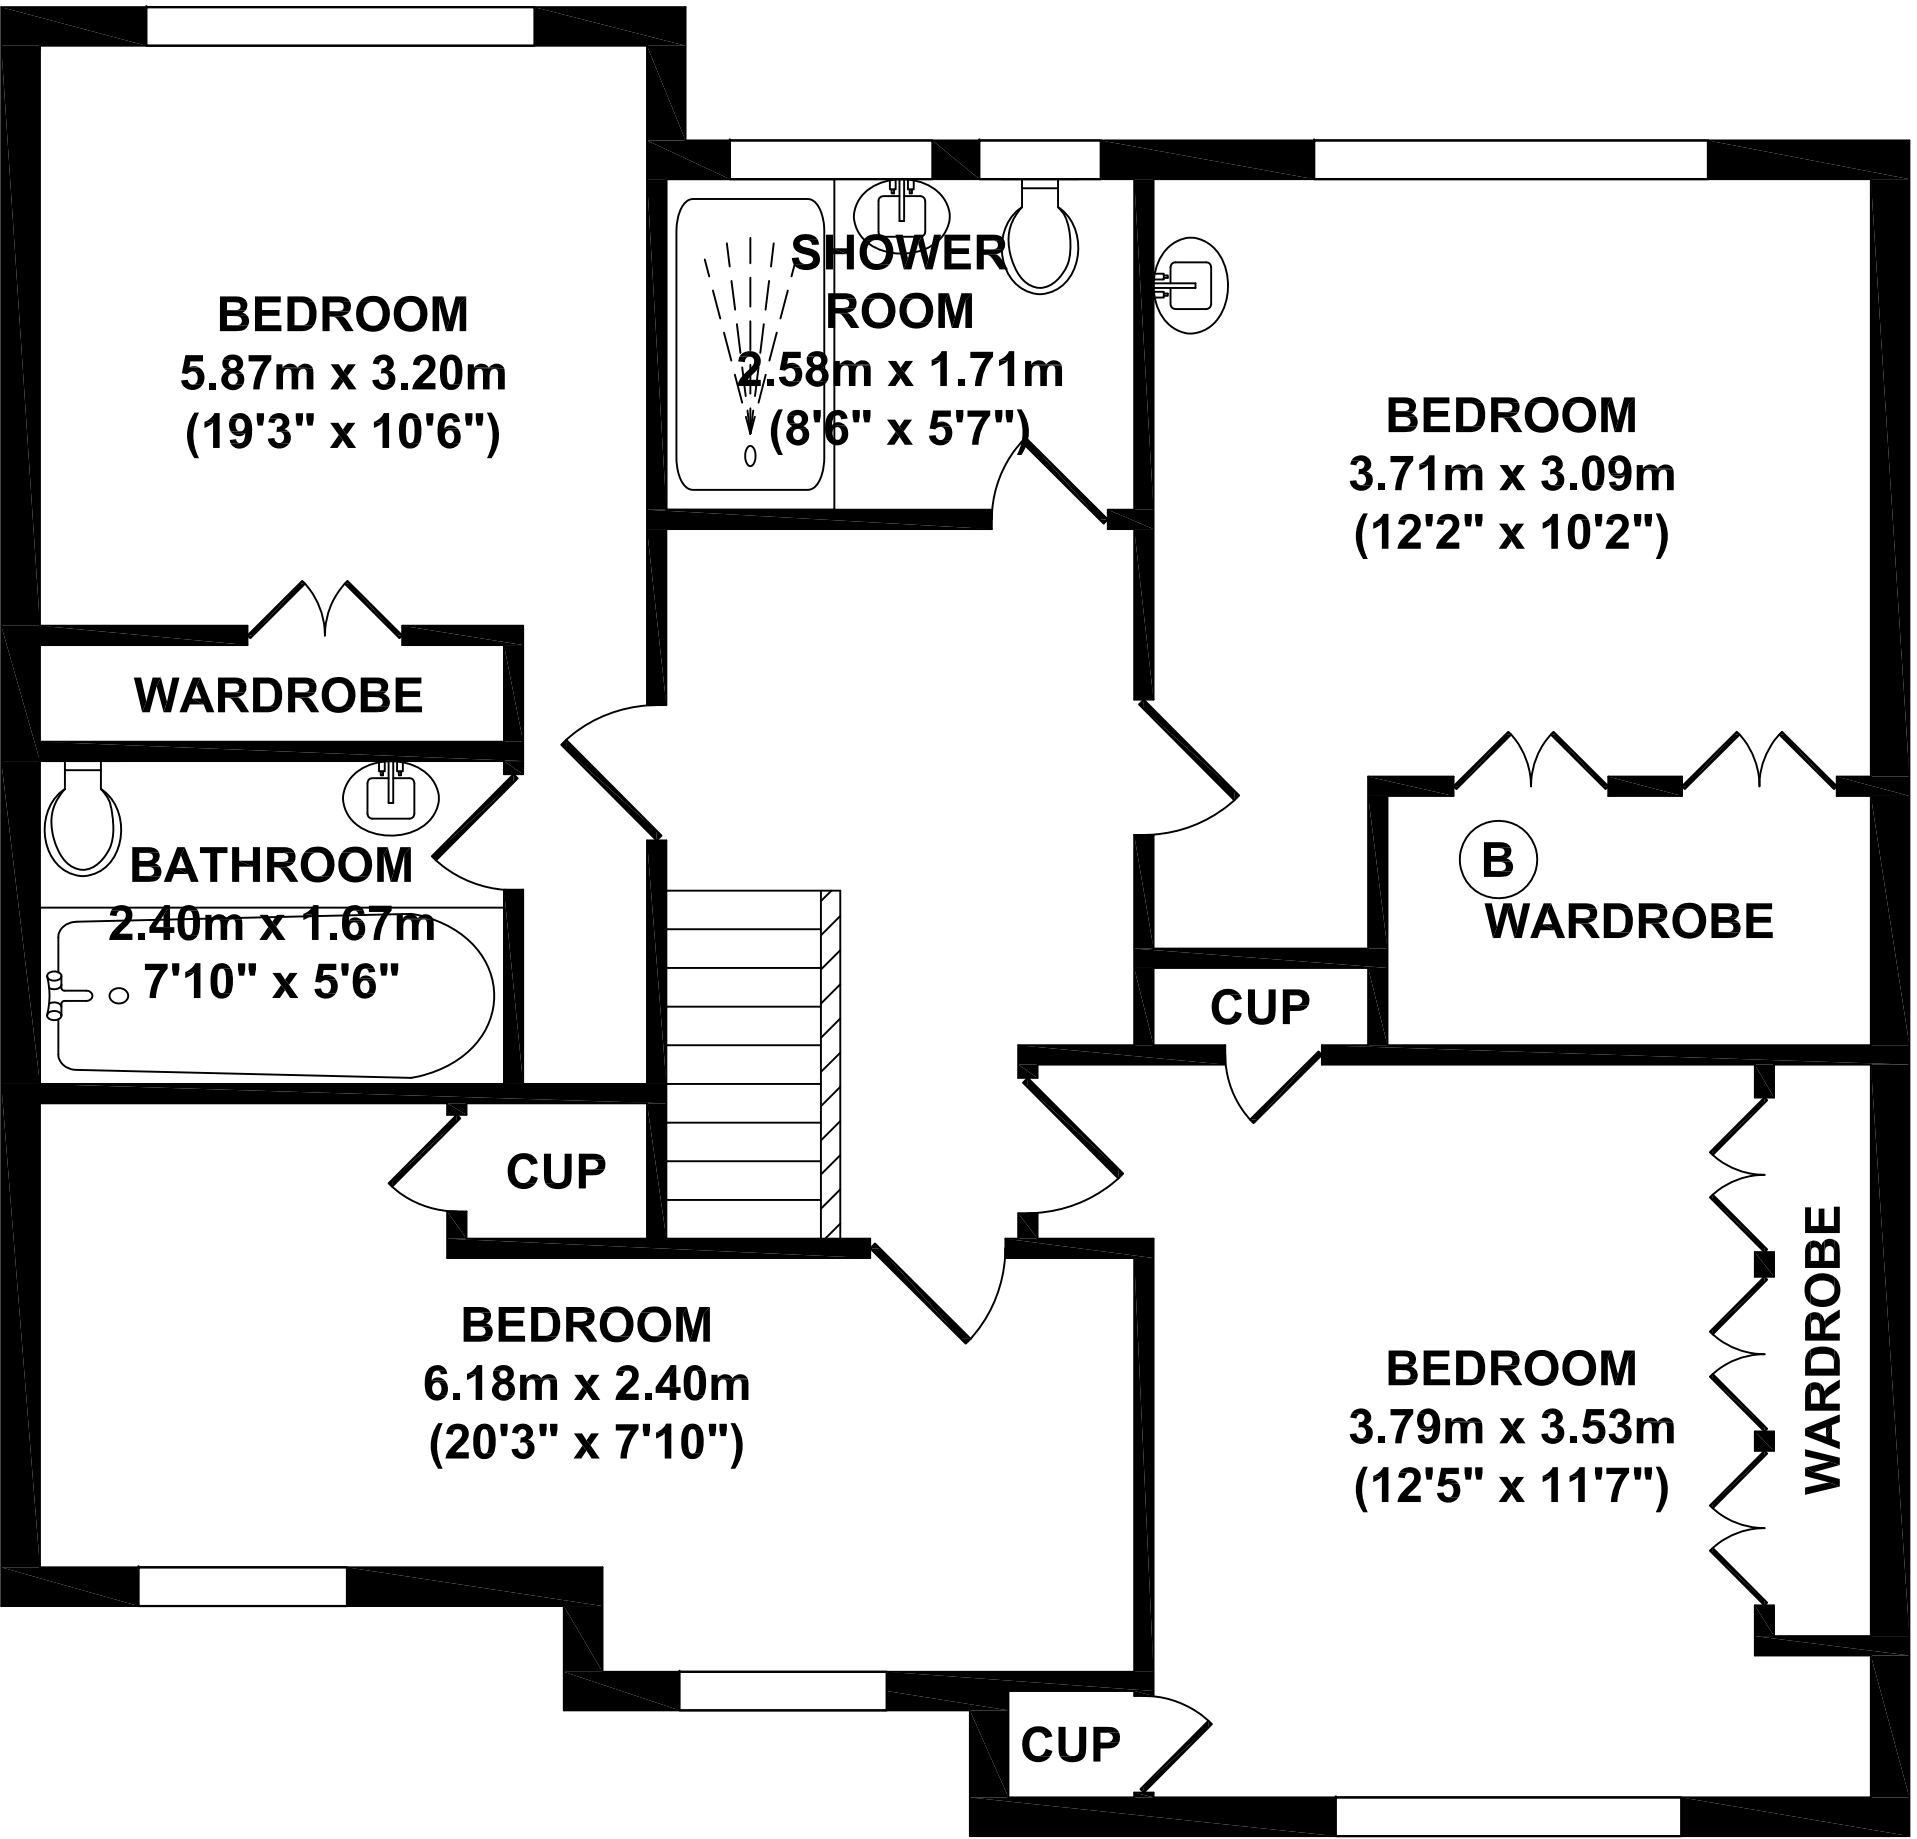 BEDROOM
5.87m x 3.20m
(19'3" x 10'6")
SHOWER
ROOM
2.58m x 1.71m
(8'6" x 5'7")
BEDROOM
3.71m x 3.09m
(12'2" x 10'2")
WARDROBE
BATHROOM
2.40m x 1.67m
7'10" x 5'6"
B
WARDROBE
CUP
CUP
BEDROOM
6.18m x 2.40m
(20'3" x 7'10")
BEDROOM
3.79m x 3.53m
(12'5" x 11'7")
WARDROBE
CUP